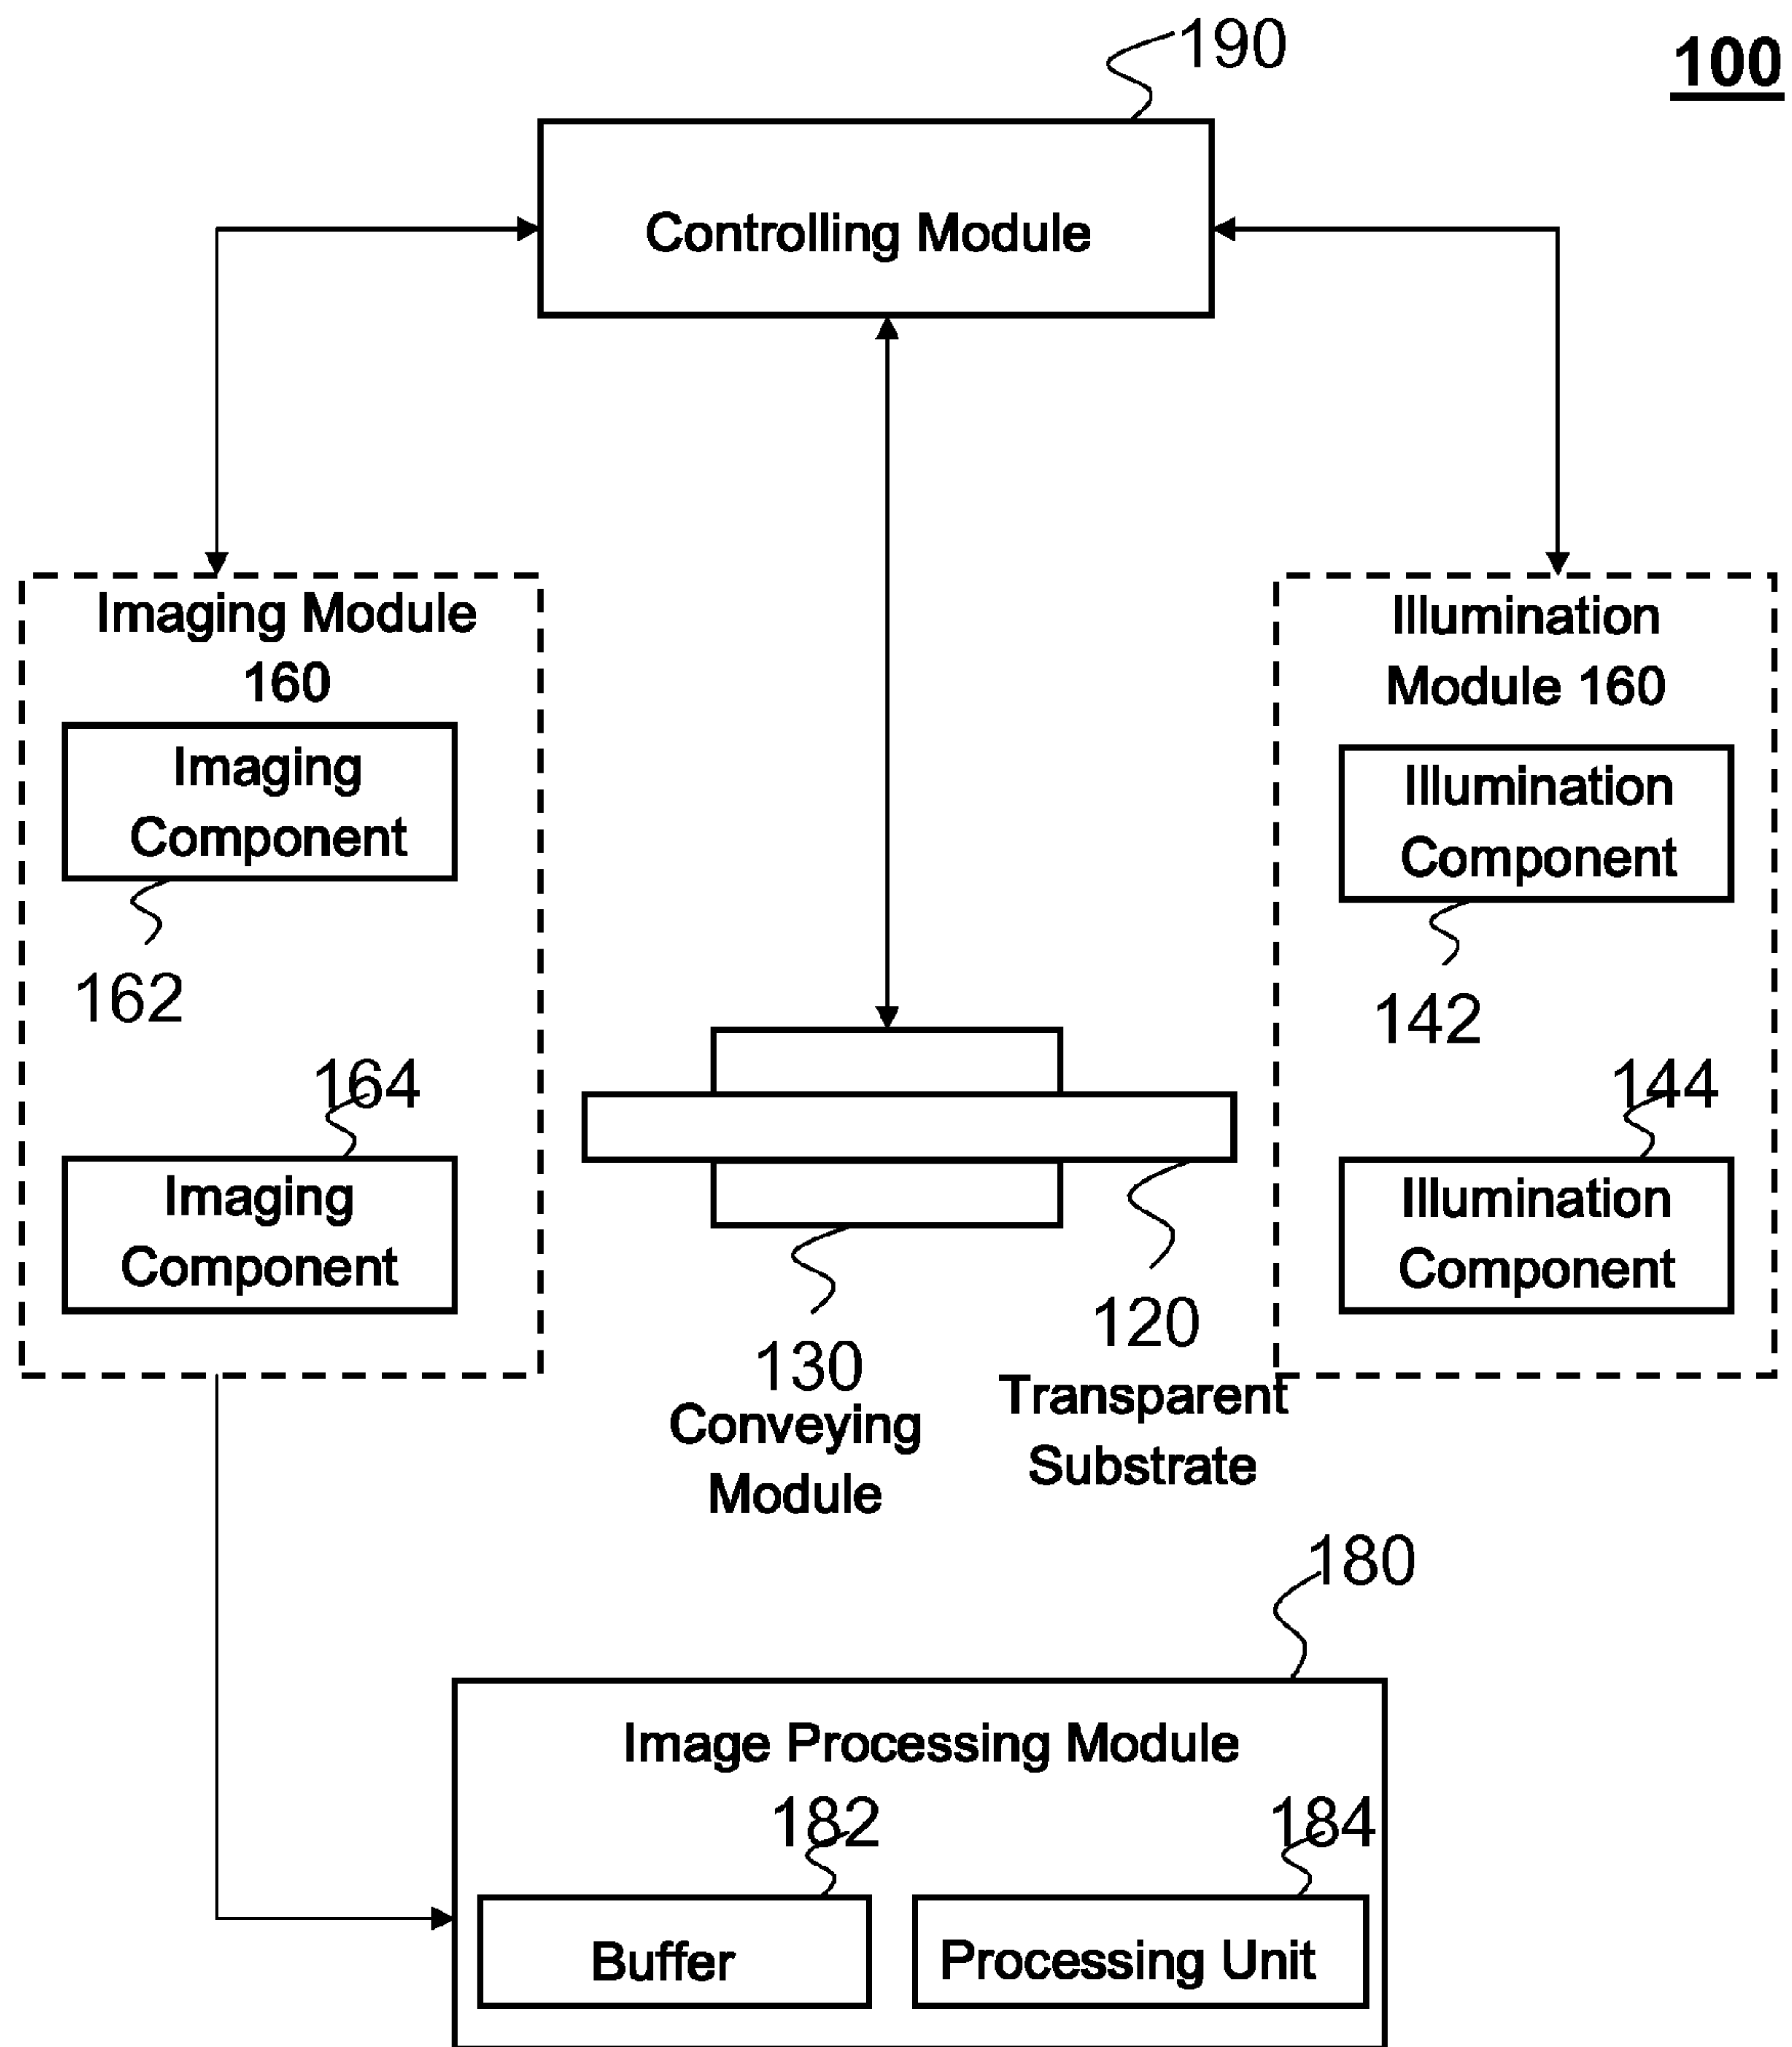 190
100
Controlling Module
Imaging Module
160
Imaging
Component
162
164
Imaging
Component
Illumination
Module 160
Illumination
Component
142
144
Illumination
Component
130
Conveying
Module
120
Transparent
Substrate
180
Image Processing Module
182
184
Buffer
Processing Unit